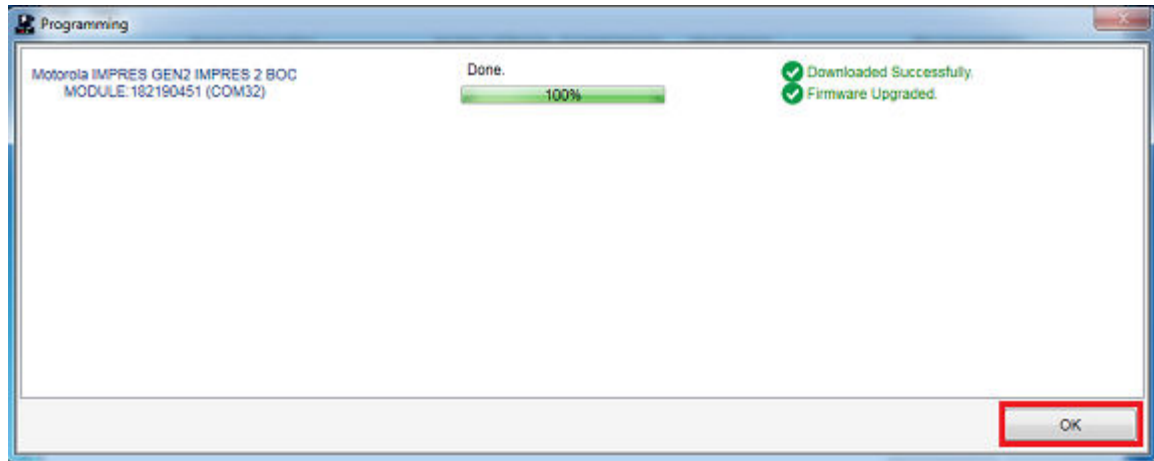 Programming
Motorola IMPRES GEN2 IMPRES 2 BOC
MODULE:182190451 (COM32)
Done.
100%
Downloaded Successfully.
Firmware Upgraded.
OK